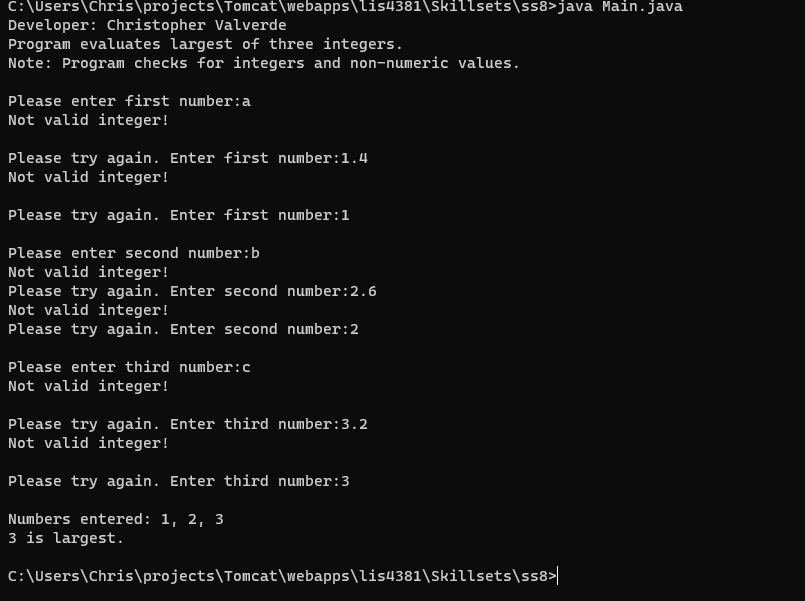 C:\Users\Chris\projects\Tomcat\webapps\lis4381\Skillsets\ss8>java Main.java
Developer: Christopher Valverde
Program evaluates largest of three integers.
Note: Program checks for integers and non-numeric values.
Please enter first number:a
Not valid integer!
Please try again. Enter first number:1.4
Not valid integer!
Please try again. Enter first number:1
Please enter second number:b
Not valid integer!
Please try again. Enter second number:2.6
Not valid integer!
Please try again. Enter second number:2
Please enter third number:c
Not valid integer!
Please try again. Enter third number:3.2
Not valid integer!
Please try again. Enter third number:3
Numbers entered: 1, 2, 3
3 is largest.
C:\Users\Chris\projects\Tomcat\webapps\lis4381\Skillsets\ss8>